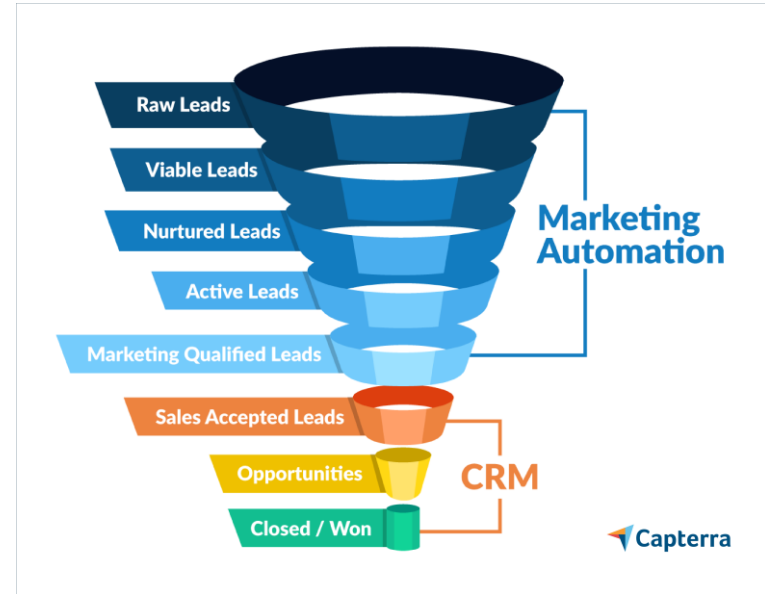 Raw Leads
Viable Leads
Nurtured Leads
Active Leads
Marketing Qualified Leads
Marketing
Automation
Sales Accepted Leads
Opportunities
Closed / Won
CRM
Capterra